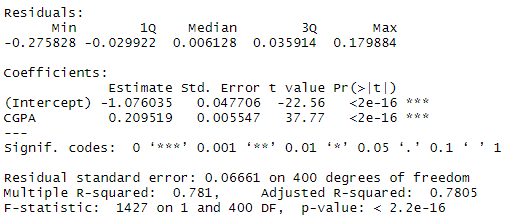 Residuals:
      Min        1Q    Median        3Q       Max
-0.275828 -0.029922  0.006128  0.035914  0.179884

Coefficients:
             Estimate Std. Error t value Pr(>|t|)
(Intercept) -1.076035   0.047706  -22.56   <2e-16 ***
CGPA         0.209519   0.005547   37.77   <2e-16 ***
---
Signif. codes:  0 ‘***’ 0.001 ‘**’ 0.01 ‘*’ 0.05 ‘.’ 0.1 ‘ ’ 1

Residual standard error: 0.06661 on 400 degrees of freedom
Multiple R-squared:  0.781,     Adjusted R-squared:  0.7805
F-statistic:  1427 on 1 and 400 DF,  p-value: < 2.2e-16